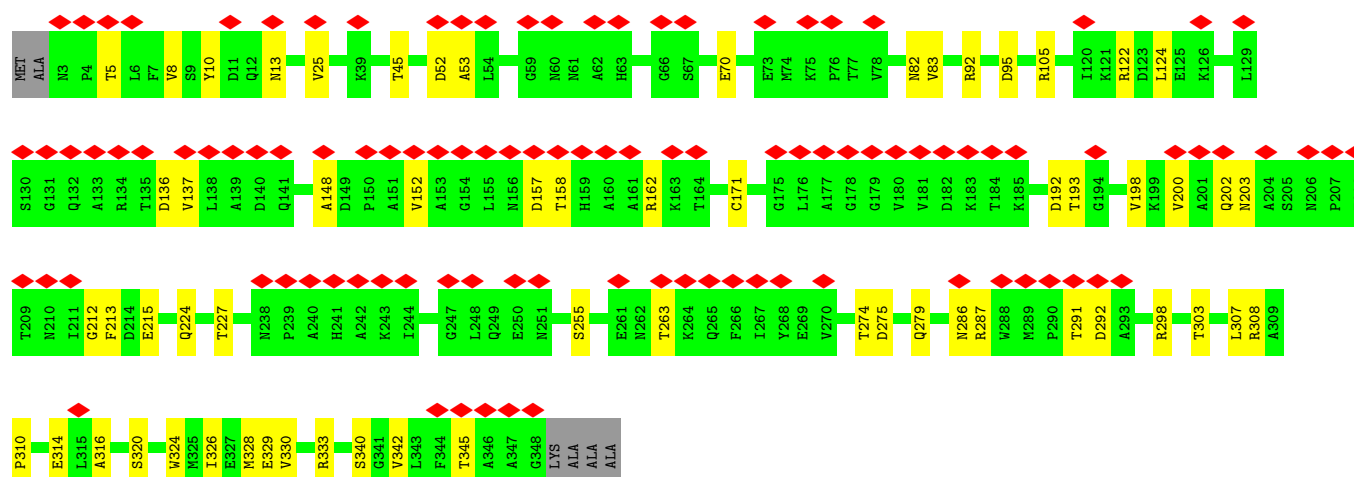 MET ALA N3 P4 T5 L6 F7 V8 S9 Y10 D11 Q12 N13 V25 K39 T45 D52 A53 L54 G59 N60 N61 A62 H63 G66 S67 E70 E73 M74 K75 P76 T77 V78 N82 V83 R92 D95 R105 I120 K121 R122 D123 L124 E125 K126 L129
S130 G131 Q132 A133 R134 T135 D136 V137 L138 A139 D140 Q141 A148 D149 P150 A151 V152 A153 G154 L155 N156 D157 T158 H159 A160 A161 R162 K163 T164 C171 G175 L176 A177 G178 G179 V180 V181 D182 K183 T184 K185 D192 T193 G194 V198 K199 V200 A201 Q202 N203 A204 S205 N206 P207
T209 N210 I211 G212 F213 D214 E215 Q224 T227 N238 P239 A240 H241 A242 K243 I244 G247 L248 Q249 E250 N251 S255 E261 N262 T263 K264 Q265 F266 I267 Y268 E269 V270 T274 D275 Q279 N286 R287 W288 M289 P290 T291 D292 A293 R298 T303 L307 R308 A309
P310 E314 L315 A316 S320 W324 M325 I326 E327 M328 E329 V330 R333 S340 G341 V342 L343 F344 T345 A346 A347 G348 LYS ALA ALA ALA